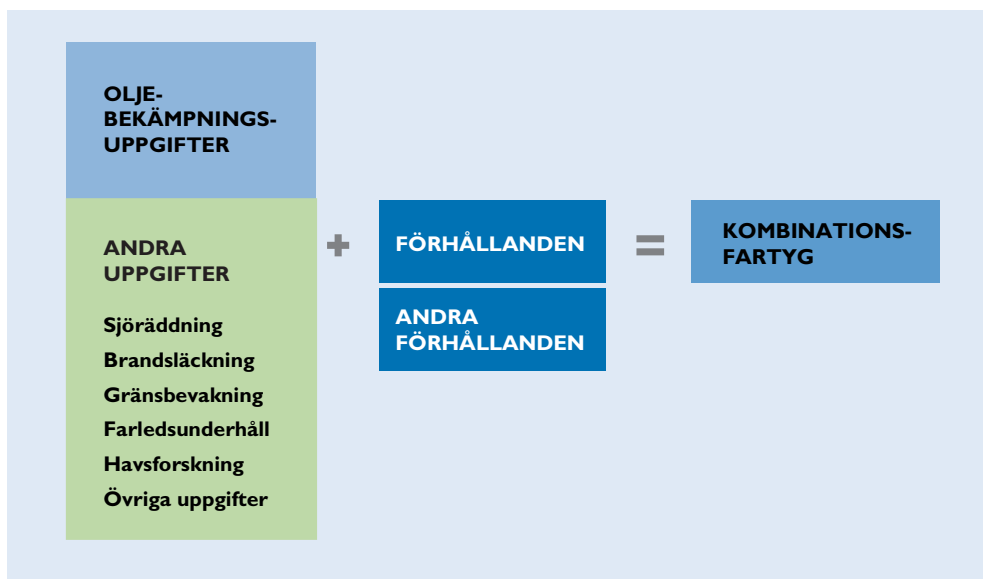 OLJE-
BEKÄMPNINGS-
UPPGIFTER
ANDRA
UPPGIFTER
Sjöräddning
Brandsläckning
Gränsbevakning
Farledsunderhåll
Havsforskning
Övriga uppgifter
+
FÖRHÅLLANDEN
ANDRA
FÖRHÅLLANDEN
=
KOMBINATIONS-
FARTYG